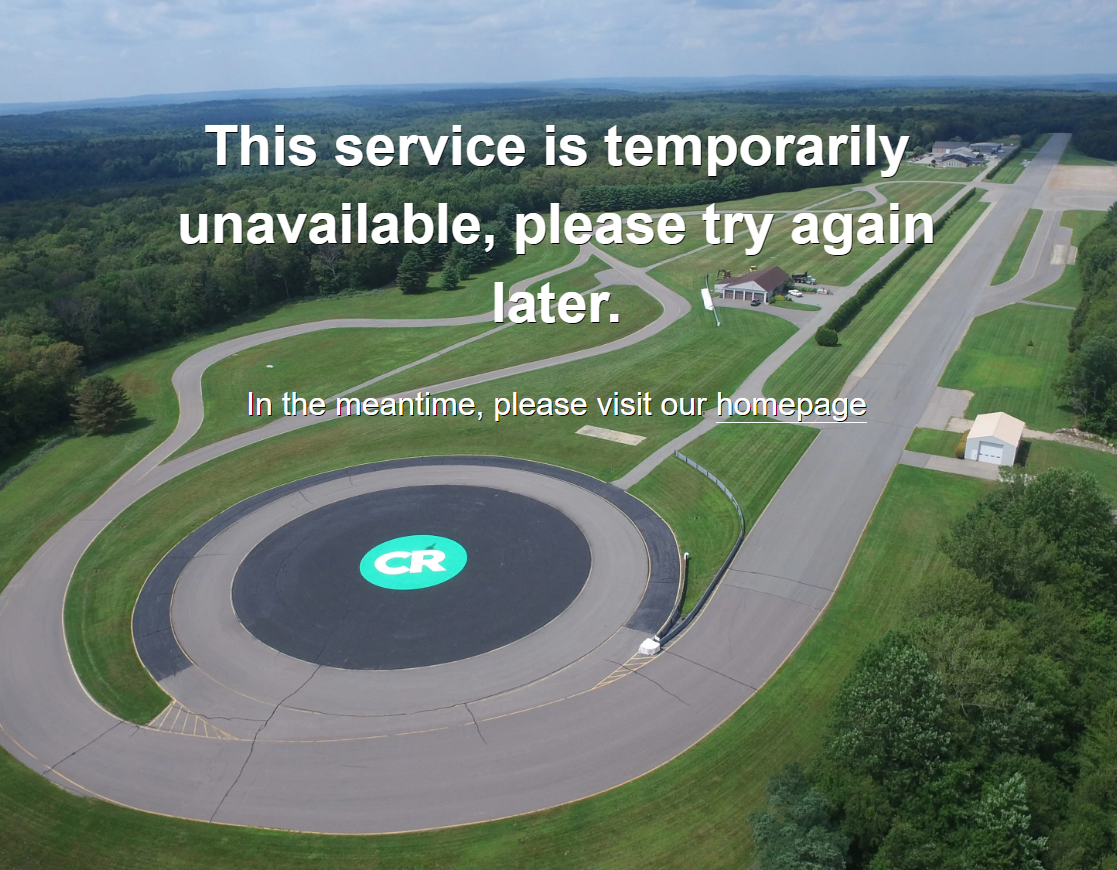 This service is temporarily
unavailable, please try again
later.
In the meantime, please visit our homepage
CR